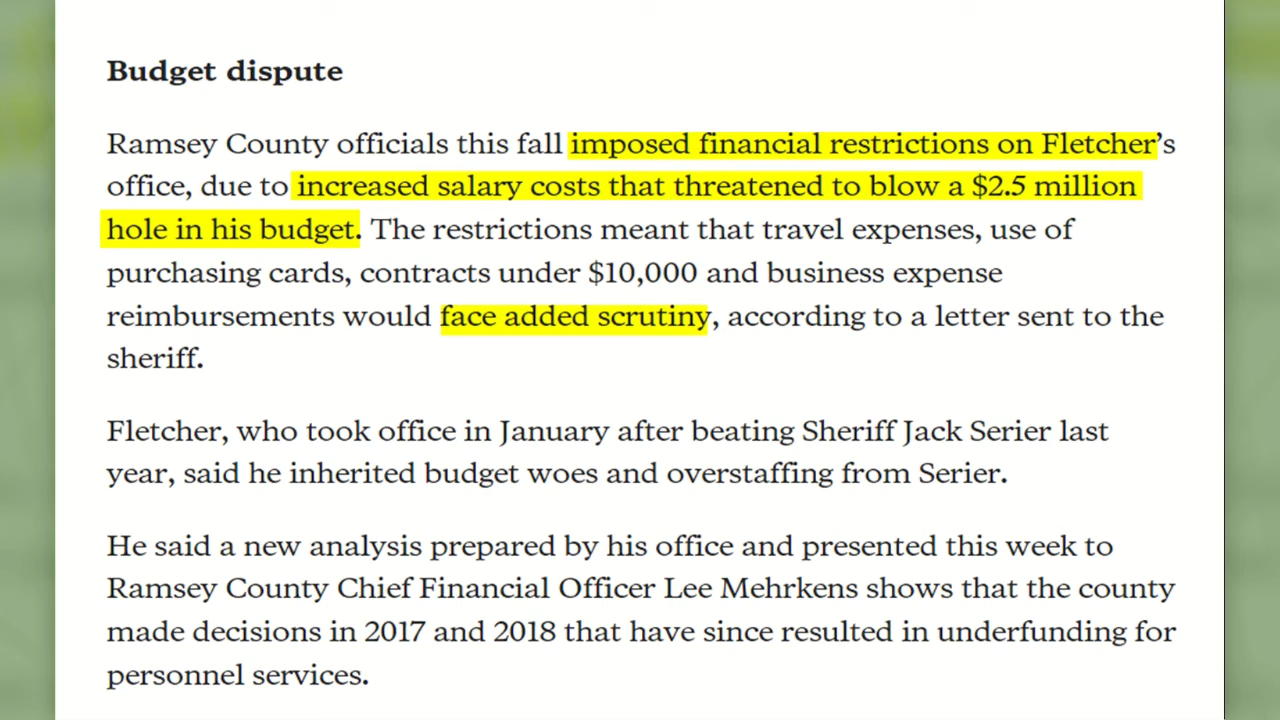 Budget dispute
Ramsey County officials this fall imposed financial restrictions on Fletcher's
office, due to increased salary costs that threatened to blow a $2.5 million
hole in his budget. The restrictions meant that travel expenses, use of
purchasing cards, contracts under $10,000 and business expense
reimbursements would face added scrutiny, according to a letter sent to the
sheriff.
Fletcher, who took office in January after beating Sheriff Jack Serier last
year, said he inherited budget woes and overstaffing from Serier.
He said a new analysis prepared by his office and presented this week to
Ramsey County Chief Financial Officer Lee Mehrkens shows that the county
made decisions in 2017 and 2018 that have since resulted in underfunding for
personnel services.